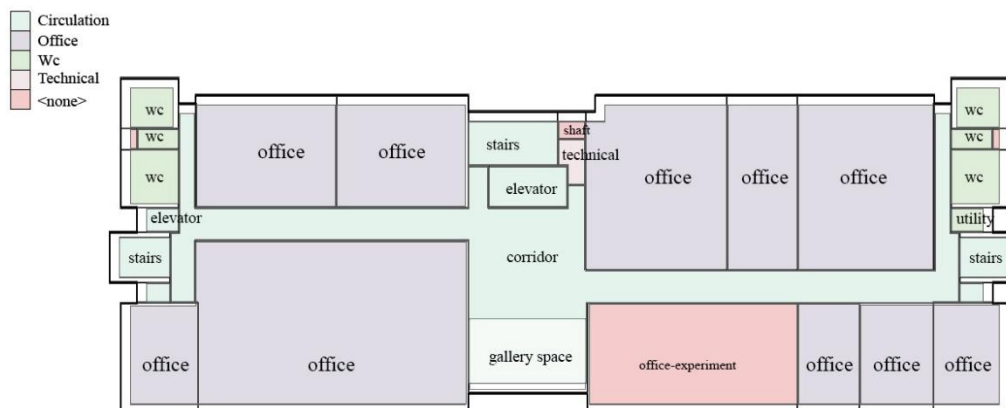 Circulation
Office
Wc
Technical
<none>
wc
wc
wc
wc
wc
wc
shaft
stairs
technical
office
office
office
office
office
elevator
elevator
utility
stairs
corridor
stairs
gallery space
office
office
office-experiment
office
office
office